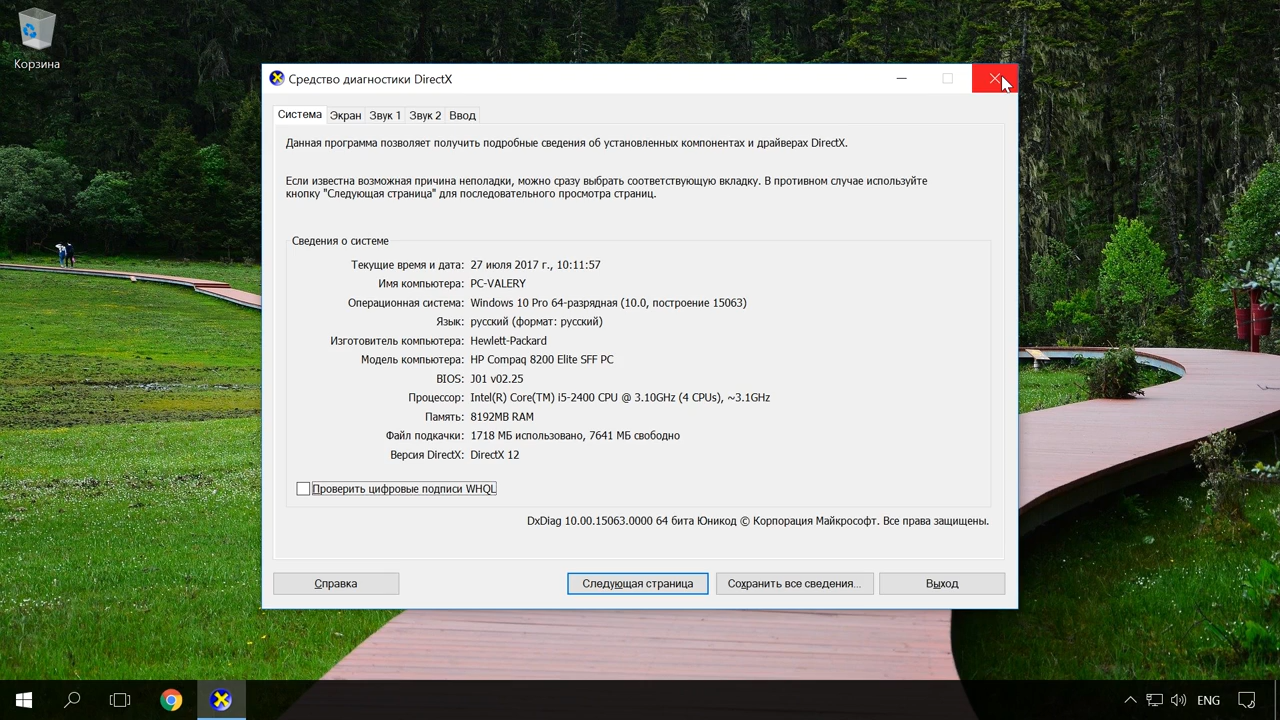 Корзина
Средство диагностики DirectX
Система Экран Звук 1 Звук 2 Ввод
Данная программа позволяет получить подробные сведения об установленных компонентах и драйверах DirectX.
Если известна возможная причина неполадки, можно сразу выбрать соответствующую вкладку. В противном случае используйте
кнопку "Следующая страница" для последовательного просмотра страниц.
Сведения о системе
Текущие время и дата: 27 июля 2017 г., 10:11:57
Имя компьютера: PC-VALERY
Операционная система: Windows 10 Pro 64-разрядная (10.0, построение 15063)
Язык: русский (формат: русский)
Изготовитель компьютера: Hewlett-Packard
Модель компьютера: HP Compaq 8200 Elite SFF PC
BIOS: J01 v02.25
Процессор: Intel(R) Core(TM) i5-2400 CPU @ 3.10GHz (4 CPUs), ~3.1GHz
Память: 8192MB RAM
Файл подкачки: 1718 МБ использовано, 7641 МБ свободно
Версия DirectX: DirectX 12
Проверить цифровые подписи WHQL
DxDiag 10.00.15063.0000 64 бита Юникод © Корпорация Майкрософт. Все права защищены.
Справка Следующая страница Сохранить все сведения... Выход
ENG